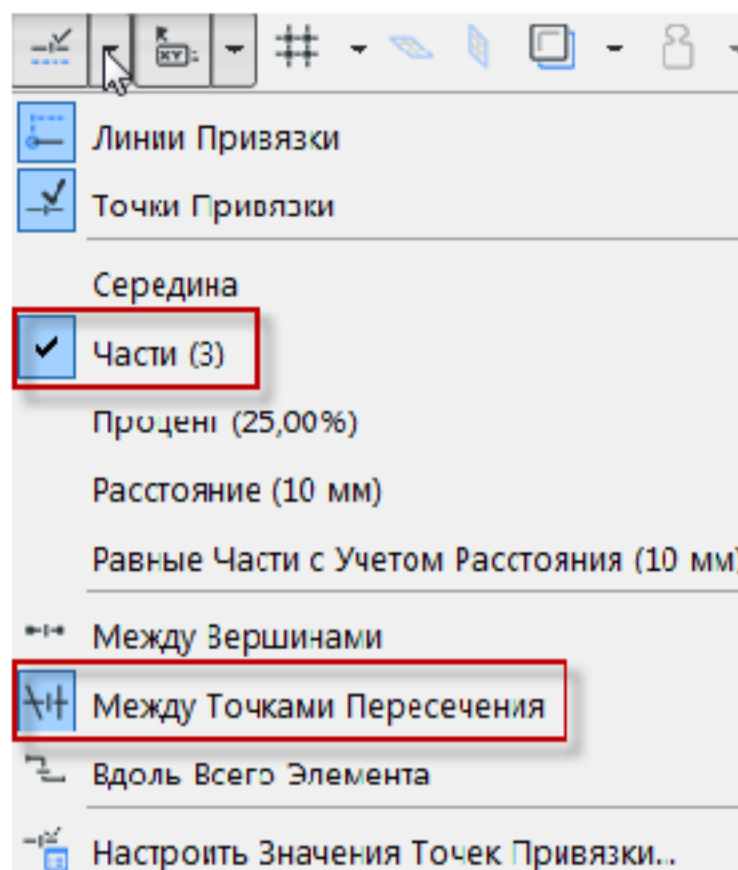 XY:
Линии Привязки
Точки Привязки
Середина
Части (3)
Процент (25,00%)
Расстояние (10 мм)
Равные Части с Учетом Расстояния (10 мм)
Между Вершинами
Между Точками Пересечения
Вдоль Всего Элемента
Настроить Значения Точек Привязки...